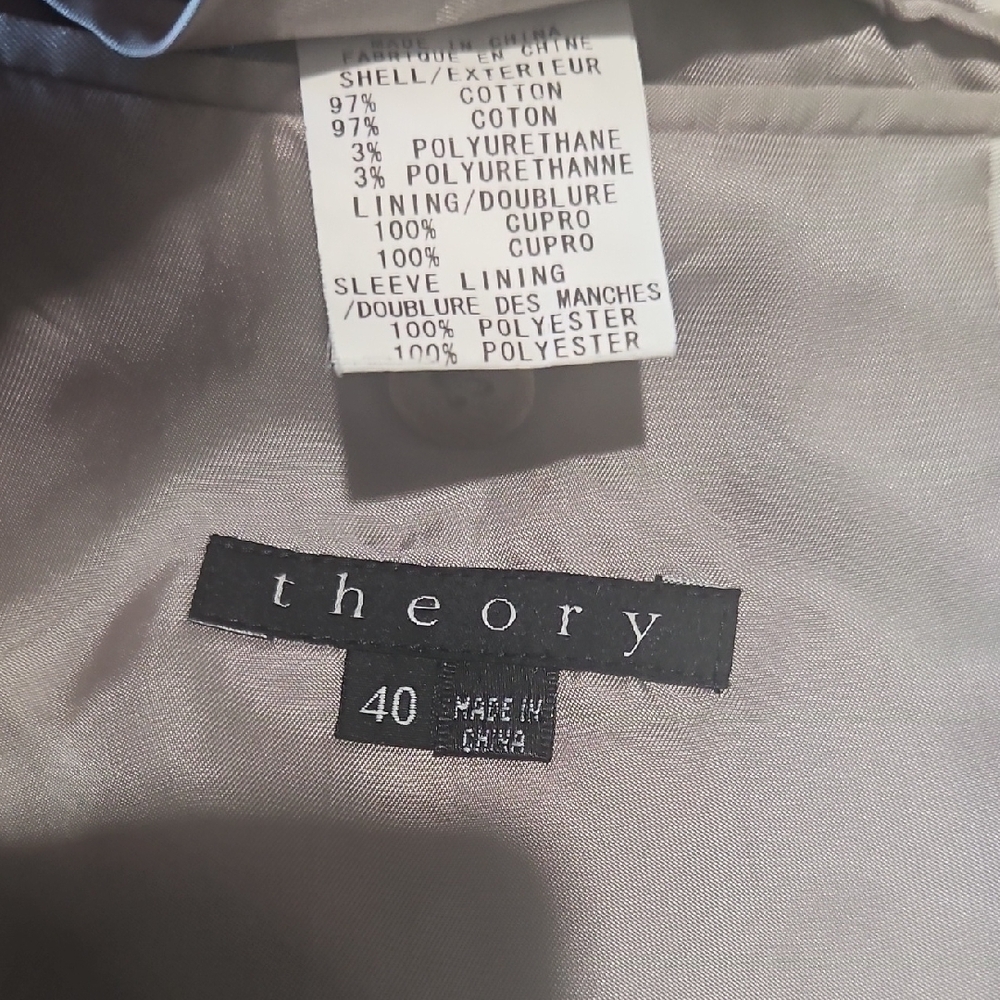 MADE IN CHINA
FABRIQUE EN CHINE
SHELL/EXTERIEUR
97% COTTON
97% COTON
3% POLYURETHANE
3% POLYURETHANNE
LINING/DOUBLURE
100% CUPRO
100% CUPRO
SLEEVE LINING
/DOUBLURE DES MANCHES
100% POLYESTER
100% POLYESTER
theory
40
MADE IN
CHINA